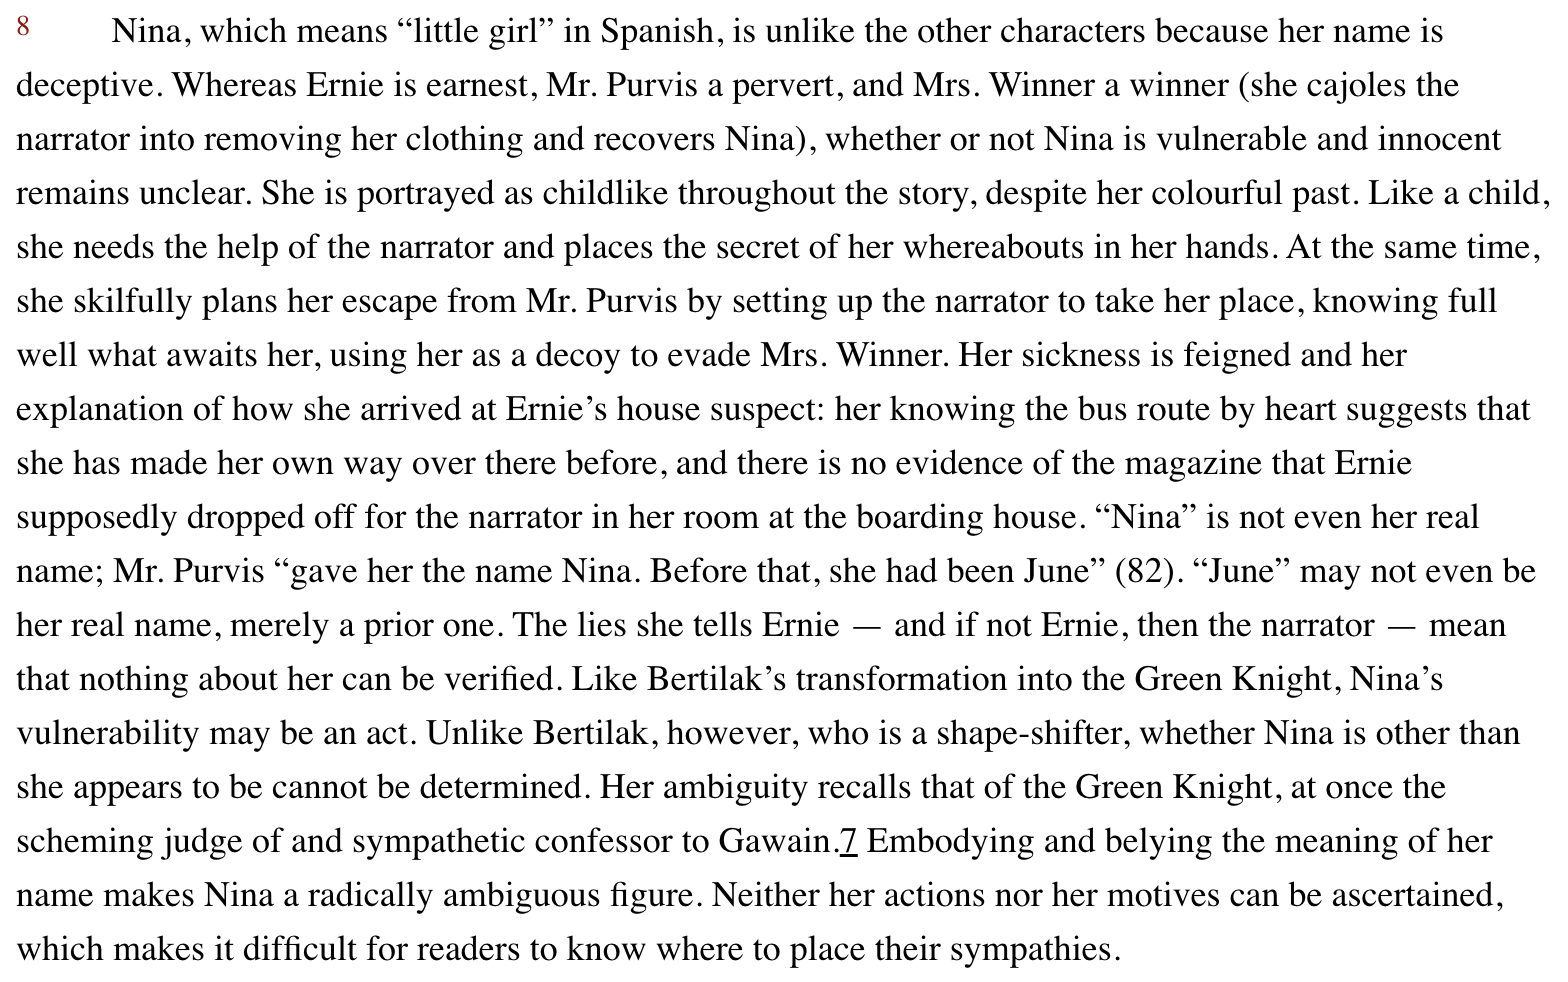 8 Nina, which means “little girl” in Spanish, is unlike the other characters because her name is
deceptive. Whereas Ernie is earnest, Mr. Purvis a pervert, and Mrs. Winner a winner (she cajoles the
narrator into removing her clothing and recovers Nina), whether or not Nina is vulnerable and innocent
remains unclear. She is portrayed as childlike throughout the story, despite her colourful past. Like a child,
she needs the help of the narrator and places the secret of her whereabouts in her hands. At the same time,
she skilfully plans her escape from Mr. Purvis by setting up the narrator to take her place, knowing full
well what awaits her, using her as a decoy to evade Mrs. Winner. Her sickness is feigned and her
explanation of how she arrived at Ernie’s house suspect: her knowing the bus route by heart suggests that
she has made her own way over there before, and there is no evidence of the magazine that Ernie
supposedly dropped off for the narrator in her room at the boarding house. “Nina” is not even her real
name; Mr. Purvis “gave her the name Nina. Before that, she had been June” (82). “June” may not even be
her real name, merely a prior one. The lies she tells Ernie — and if not Ernie, then the narrator — mean
that nothing about her can be verified. Like Bertilak’s transformation into the Green Knight, Nina’s
vulnerability may be an act. Unlike Bertilak, however, who is a shape-shifter, whether Nina is other than
she appears to be cannot be determined. Her ambiguity recalls that of the Green Knight, at once the
scheming judge of and sympathetic confessor to Gawain.7 Embodying and belying the meaning of her
name makes Nina a radically ambiguous figure. Neither her actions nor her motives can be ascertained,
which makes it difficult for readers to know where to place their sympathies.